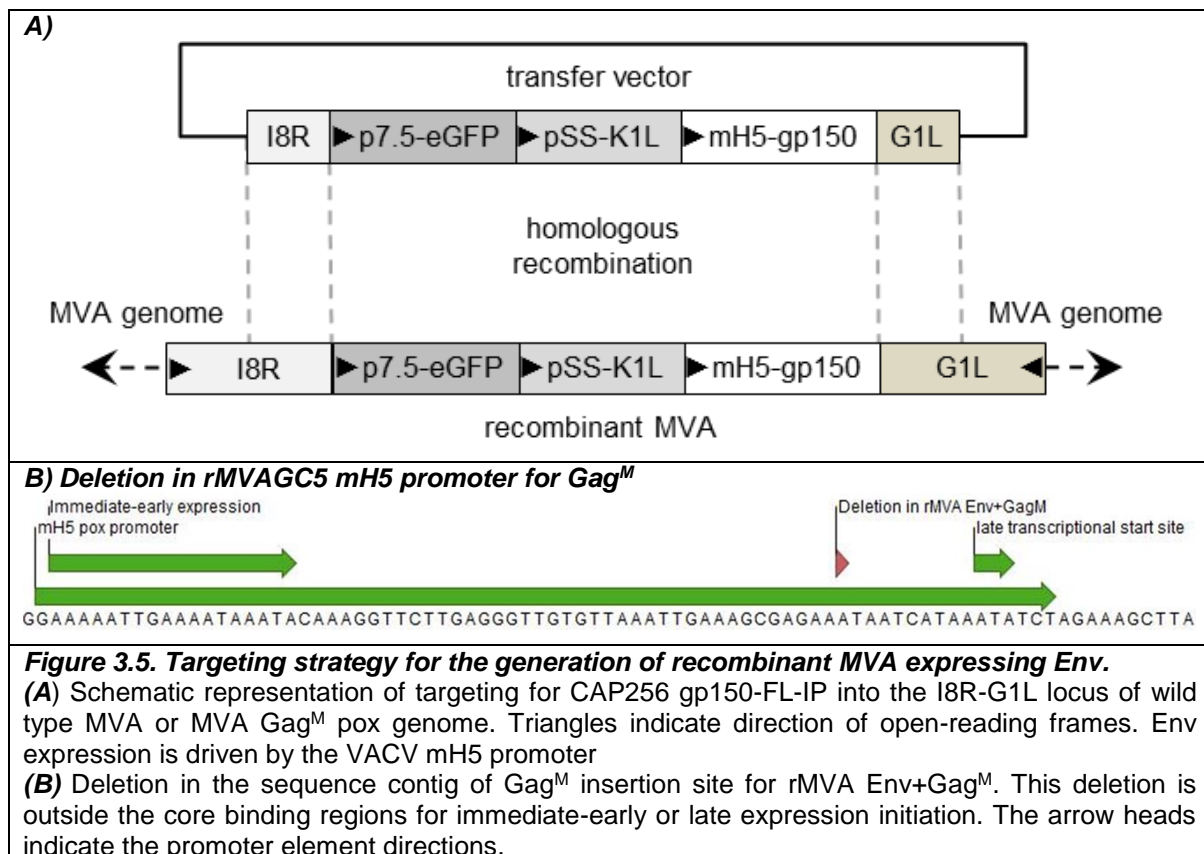 A)
transfer vector
I8R p7.5-eGFP pSS-K1L mH5-gp150 G1L
homologous
recombination
MVA genome MVA genome
I8R p7.5-eGFP pSS-K1L mH5-gp150 G1L
recombinant MVA
B) Deletion in rMVAGC5 mH5 promoter for Gagᴹ
Immediate-early expression Deletion in rMVA Env+GagM
mH5 pox promoter late transcriptional start site
GGAAAAATTGAAAATAAATACAAAGGTTCTTGAGGGTTGTGTTAAATTGAAAGCGAGAAATAATCATAAATATCTAGAAAGCTTA
Figure 3.5. Targeting strategy for the generation of recombinant MVA expressing Env.
(A) Schematic representation of targeting for CAP256 gp150-FL-IP into the I8R-G1L locus of wild
type MVA or MVA Gagᴹ pox genome. Triangles indicate direction of open-reading frames. Env
expression is driven by the VACV mH5 promoter
(B) Deletion in the sequence contig of Gagᴹ insertion site for rMVA Env+Gagᴹ. This deletion is
outside the core binding regions for immediate-early or late expression initiation. The arrow heads
indicate the promoter element directions.